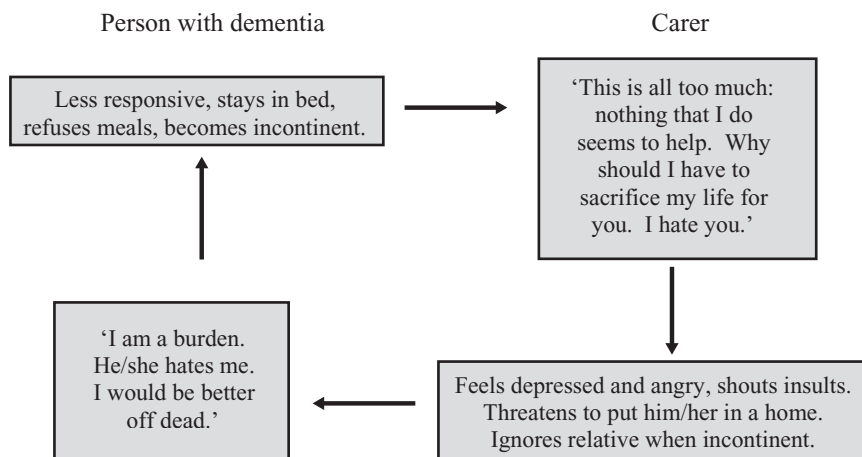 Person with dementia
Carer
Less responsive, stays in bed,
refuses meals, becomes incontinent.
‘This is all too much:
nothing that I do
seems to help.  Why
should I have to
sacrifice my life for
you.  I hate you.’
Feels depressed and angry, shouts insults.
Threatens to put him/her in a home.
Ignores relative when incontinent.
‘I am a burden.
He/she hates me.
I would be better
off dead.’